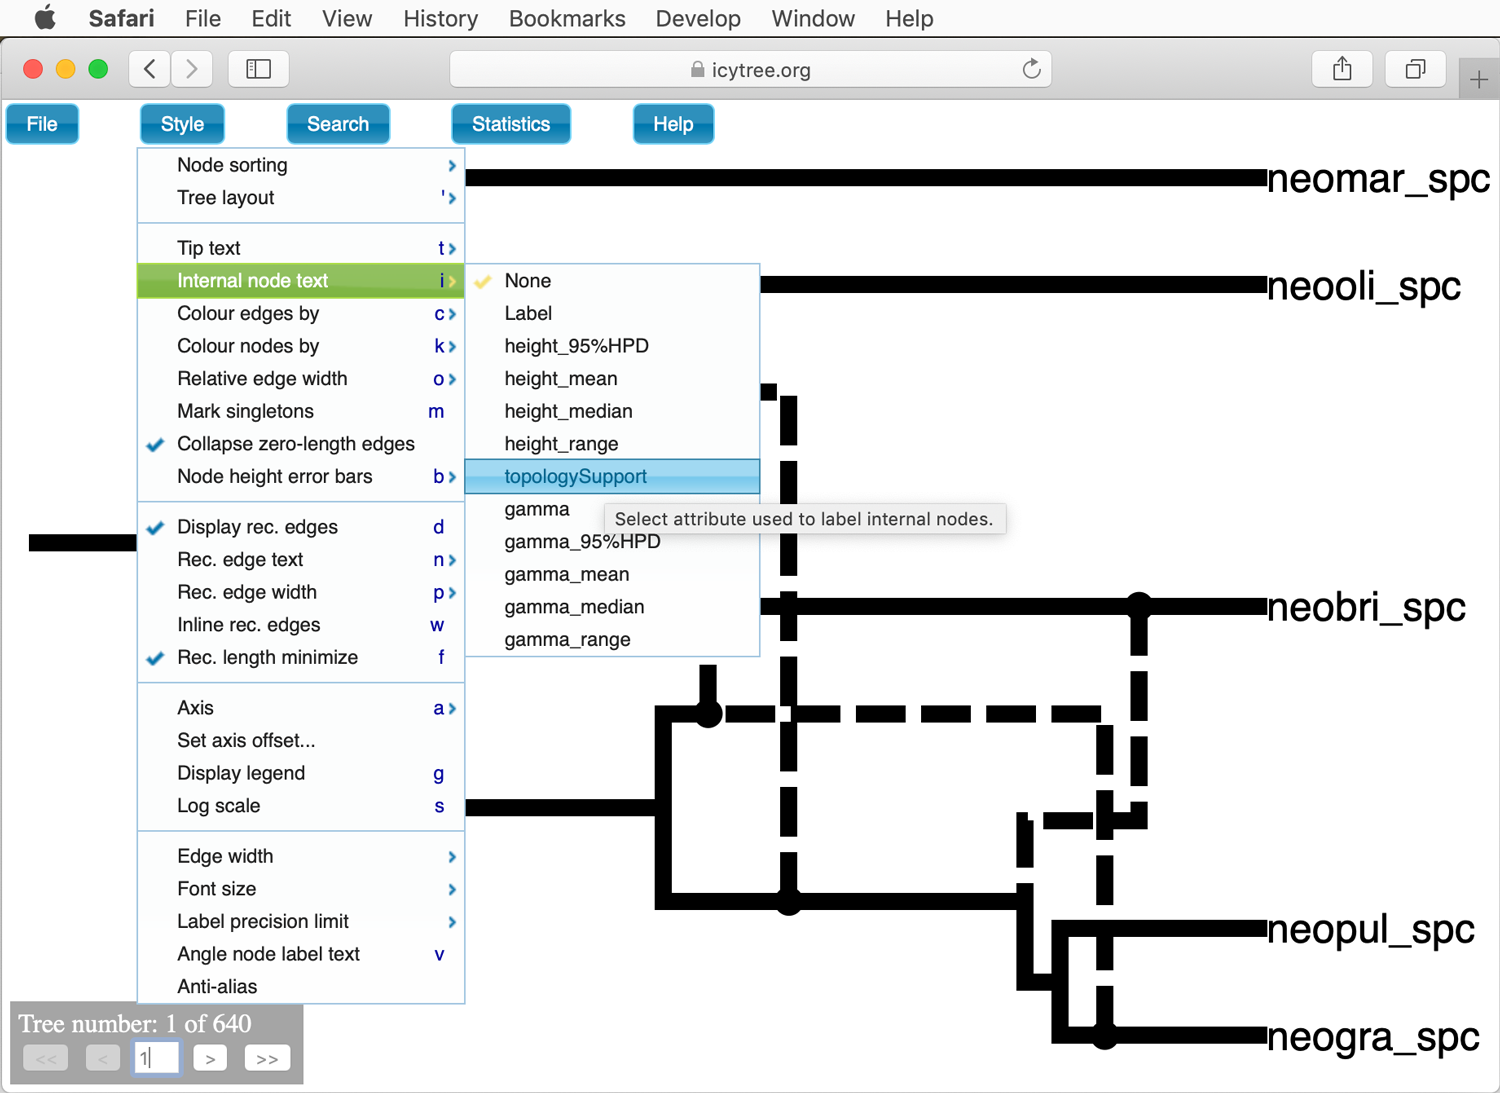 Safari File Edit View History Bookmarks Develop Window Help
icytree.org
File Style Search Statistics Help
Node sorting
Tree layout '
Tip text t
Internal node text i
Colour edges by c
Colour nodes by k
Relative edge width o
Mark singletons m
Collapse zero-length edges
Node height error bars b
Display rec. edges d
Rec. edge text n
Rec. edge width p
Inline rec. edges w
Rec. length minimize f
Axis a
Set axis offset...
Display legend g
Log scale s
Edge width
Font size
Label precision limit
Angle node label text v
Anti-alias
None
Label
height_95%HPD
height_mean
height_median
height_range
topologySupport
gamma
gamma_95%HPD
gamma_mean
gamma_median
gamma_range
Select attribute used to label internal nodes.
neomar_spc
neooli_spc
neobri_spc
neopul_spc
neogra_spc
Tree number: 1 of 640
<< < 1 > >>